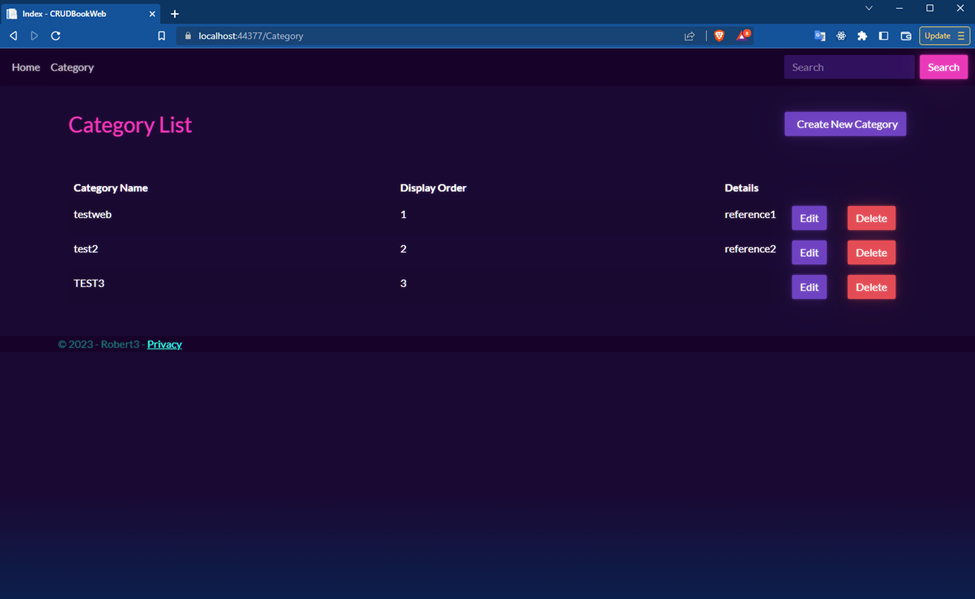 Index - CRUDBookWeb
localhost:44377/Category
Update
Home Category Search Search
Category List Create New Category
Category Name Display Order Details
testweb 1 reference1 Edit Delete
test2 2 reference2 Edit Delete
TEST3 3 Edit Delete
© 2023 - Robert3 - Privacy